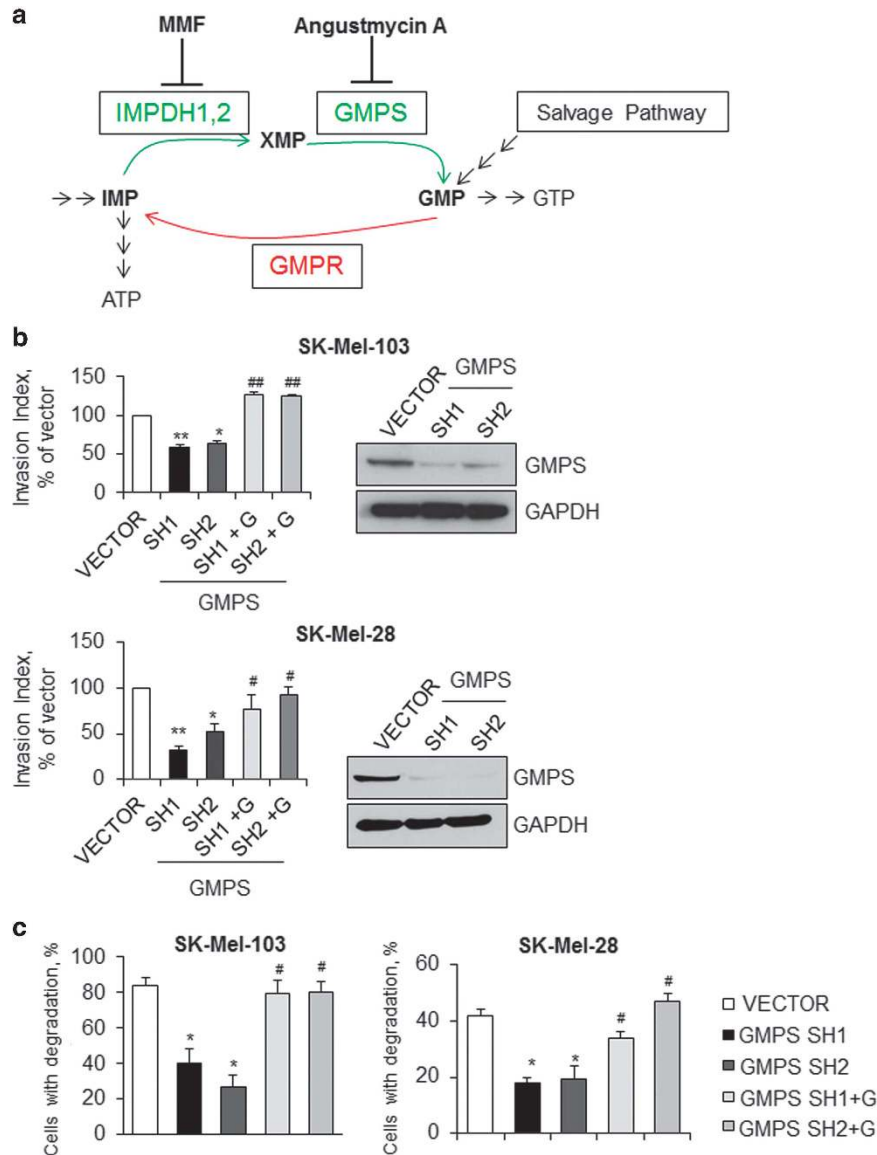 a
MMF
Angustmycin A
IMPDH1,2
GMPS
Salvage Pathway
XMP
IMP
GMP
GTP
GMPR
ATP
b
SK-Mel-103
Invasion Index,
% of vector
150
100
50
0
**
*
##
##
VECTOR
SH1
SH2
SH1 + G
SH2 + G
GMPS
GMPS
VECTOR
SH1
SH2
GMPS
GAPDH
SK-Mel-28
Invasion Index,
% of vector
150
100
50
0
**
*
#
#
VECTOR
SH1
SH2
SH1 +G
SH2 +G
GMPS
GMPS
VECTOR
SH1
SH2
GMPS
GAPDH
c
SK-Mel-103
Cells with degradation, %
100
80
60
40
20
0
*
*
#
#
SK-Mel-28
Cells with degradation, %
60
40
20
0
*
*
#
#
VECTOR
GMPS SH1
GMPS SH2
GMPS SH1+G
GMPS SH2+G